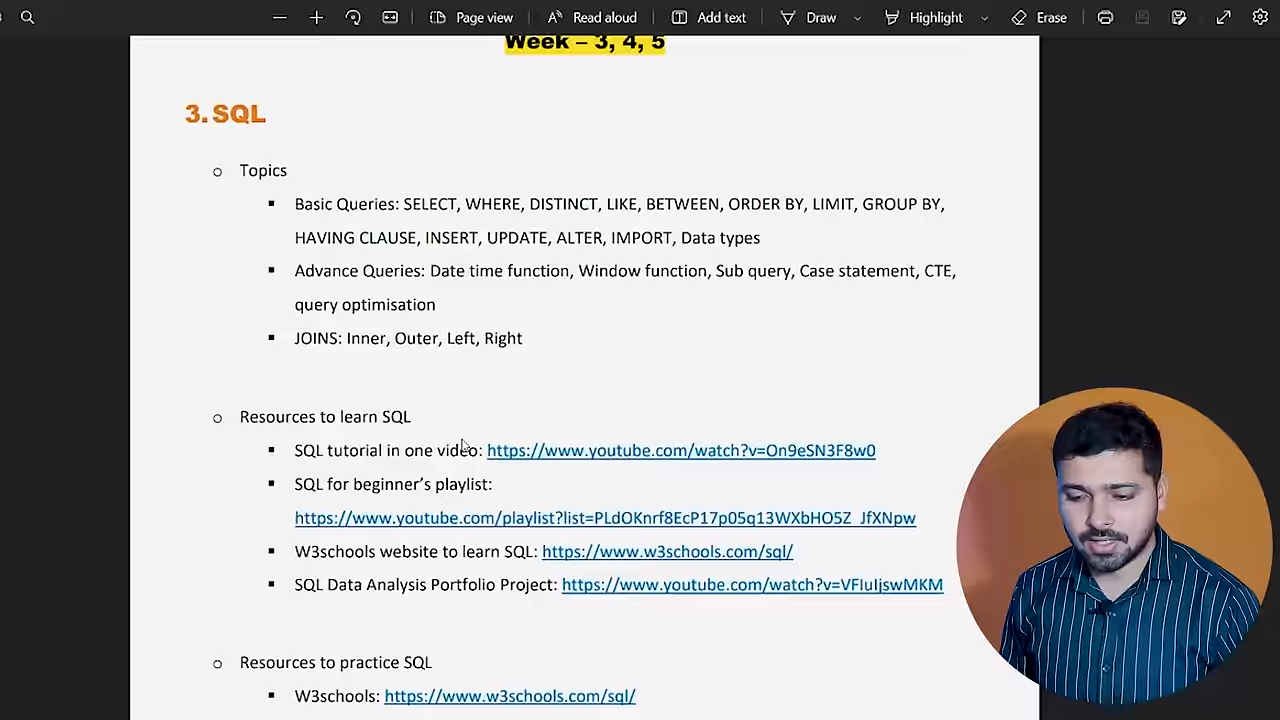 Page view
Read aloud
Add text
Draw
Highlight
Erase
Week – 3, 4, 5
3. SQL
o Topics
▪ Basic Queries: SELECT, WHERE, DISTINCT, LIKE, BETWEEN, ORDER BY, LIMIT, GROUP BY,
HAVING CLAUSE, INSERT, UPDATE, ALTER, IMPORT, Data types
▪ Advance Queries: Date time function, Window function, Sub query, Case statement, CTE,
query optimisation
▪ JOINS: Inner, Outer, Left, Right
o Resources to learn SQL
▪ SQL tutorial in one video: https://www.youtube.com/watch?v=On9eSN3F8w0
▪ SQL for beginner's playlist:
https://www.youtube.com/playlist?list=PLdOKnrf8EcP17p05q13WXbHO5Z_JfXNpw
▪ W3schools website to learn SQL: https://www.w3schools.com/sql/
▪ SQL Data Analysis Portfolio Project: https://www.youtube.com/watch?v=VFIuIjswMKM
o Resources to practice SQL
▪ W3schools: https://www.w3schools.com/sql/